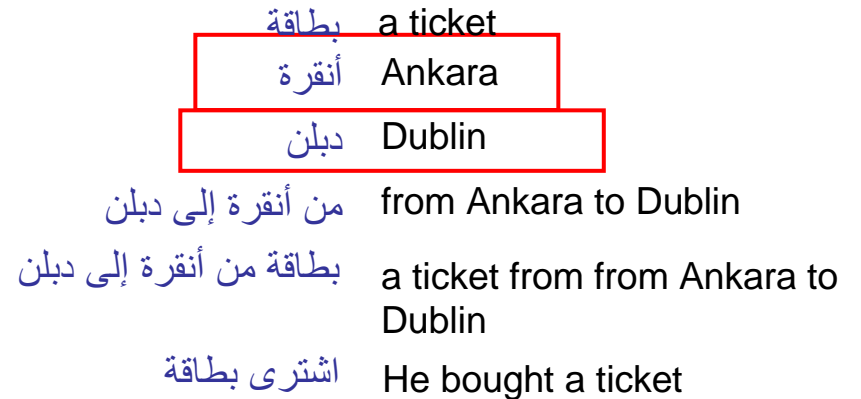 بطاقة a ticket
أنقرة Ankara
دبلن Dublin
من أنقرة إلى دبلن from Ankara to Dublin
بطاقة من أنقرة إلى دبلن a ticket from from Ankara to
Dublin
اشترى بطاقة He bought a ticket